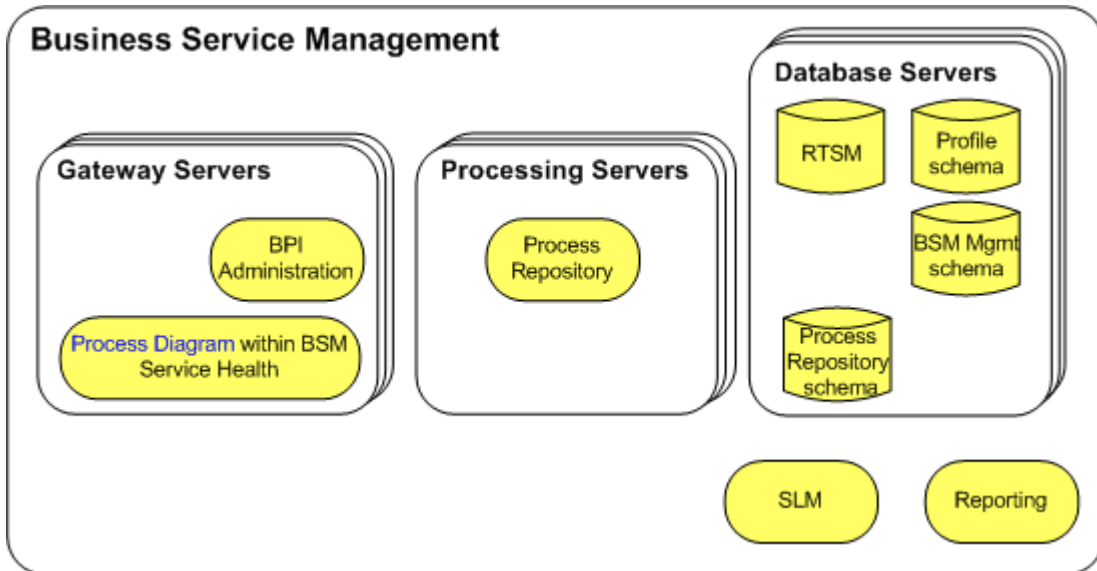 Business Service Management
Gateway Servers
BPI
Administration
Process Diagram within BSM
Service Health
Processing Servers
Process
Repository
Database Servers
RTSM
Profile
schema
BSM Mgmt
schema
Process
Repository
schema
SLM
Reporting